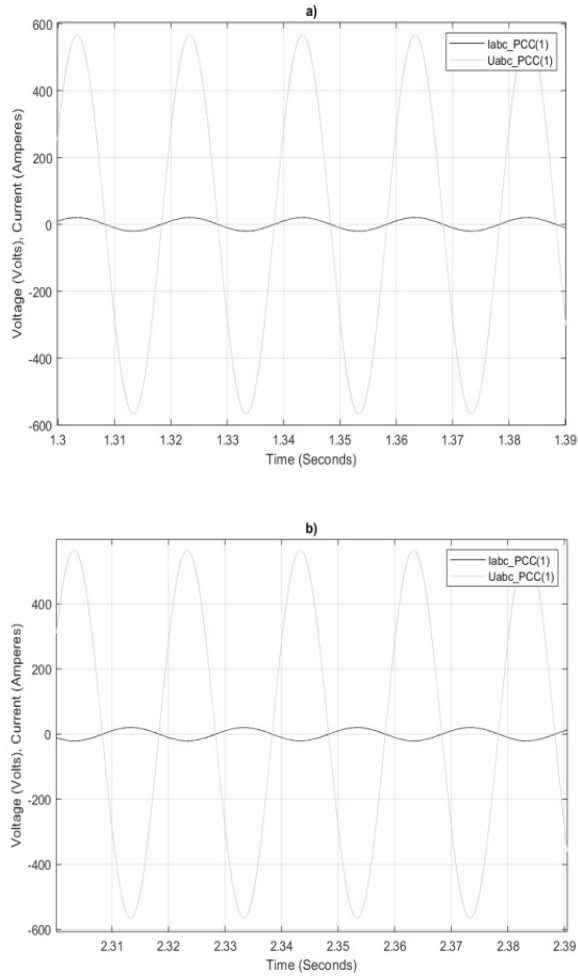 a)
600
400
200
0
-200
-400
-600
Voltage (Volts), Current (Amperes)
Iabc_PCC(1)
Uabc_PCC(1)
1.3 1.31 1.32 1.33 1.34 1.35 1.36 1.37 1.38 1.39
Time (Seconds)
b)
400
200
0
-200
-400
-600
Voltage (Volts), Current (Amperes)
Iabc_PCC(1)
Uabc_PCC(1)
2.31 2.32 2.33 2.34 2.35 2.36 2.37 2.38 2.39
Time (Seconds)